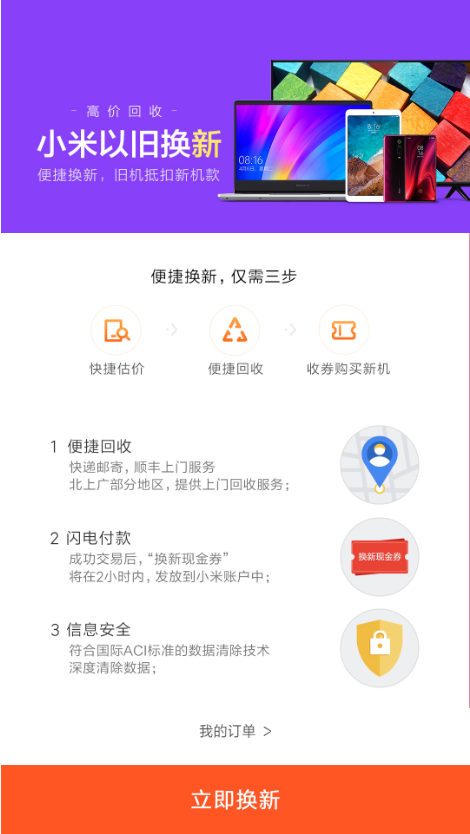 - 高价回收 -
小米以旧换新
便捷换新，旧机抵扣新机款
08:16
08:16
08
16
便捷换新，仅需三步
快捷估价
便捷回收
收券购买新机
1 便捷回收
快递邮寄，顺丰上门服务
北上广部分地区，提供上门回收服务；
2 闪电付款
成功交易后，“换新现金券”
将在2小时内，发放到小米账户中；
换新现金券
3 信息安全
符合国际ACI标准的数据清除技术
深度清除数据；
我的订单 >
立即换新